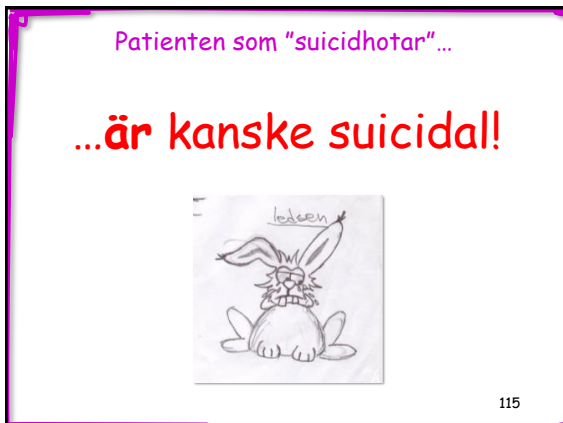 Patienten som ”suicidhotar”…
…är kanske suicidal!
ledsen
115